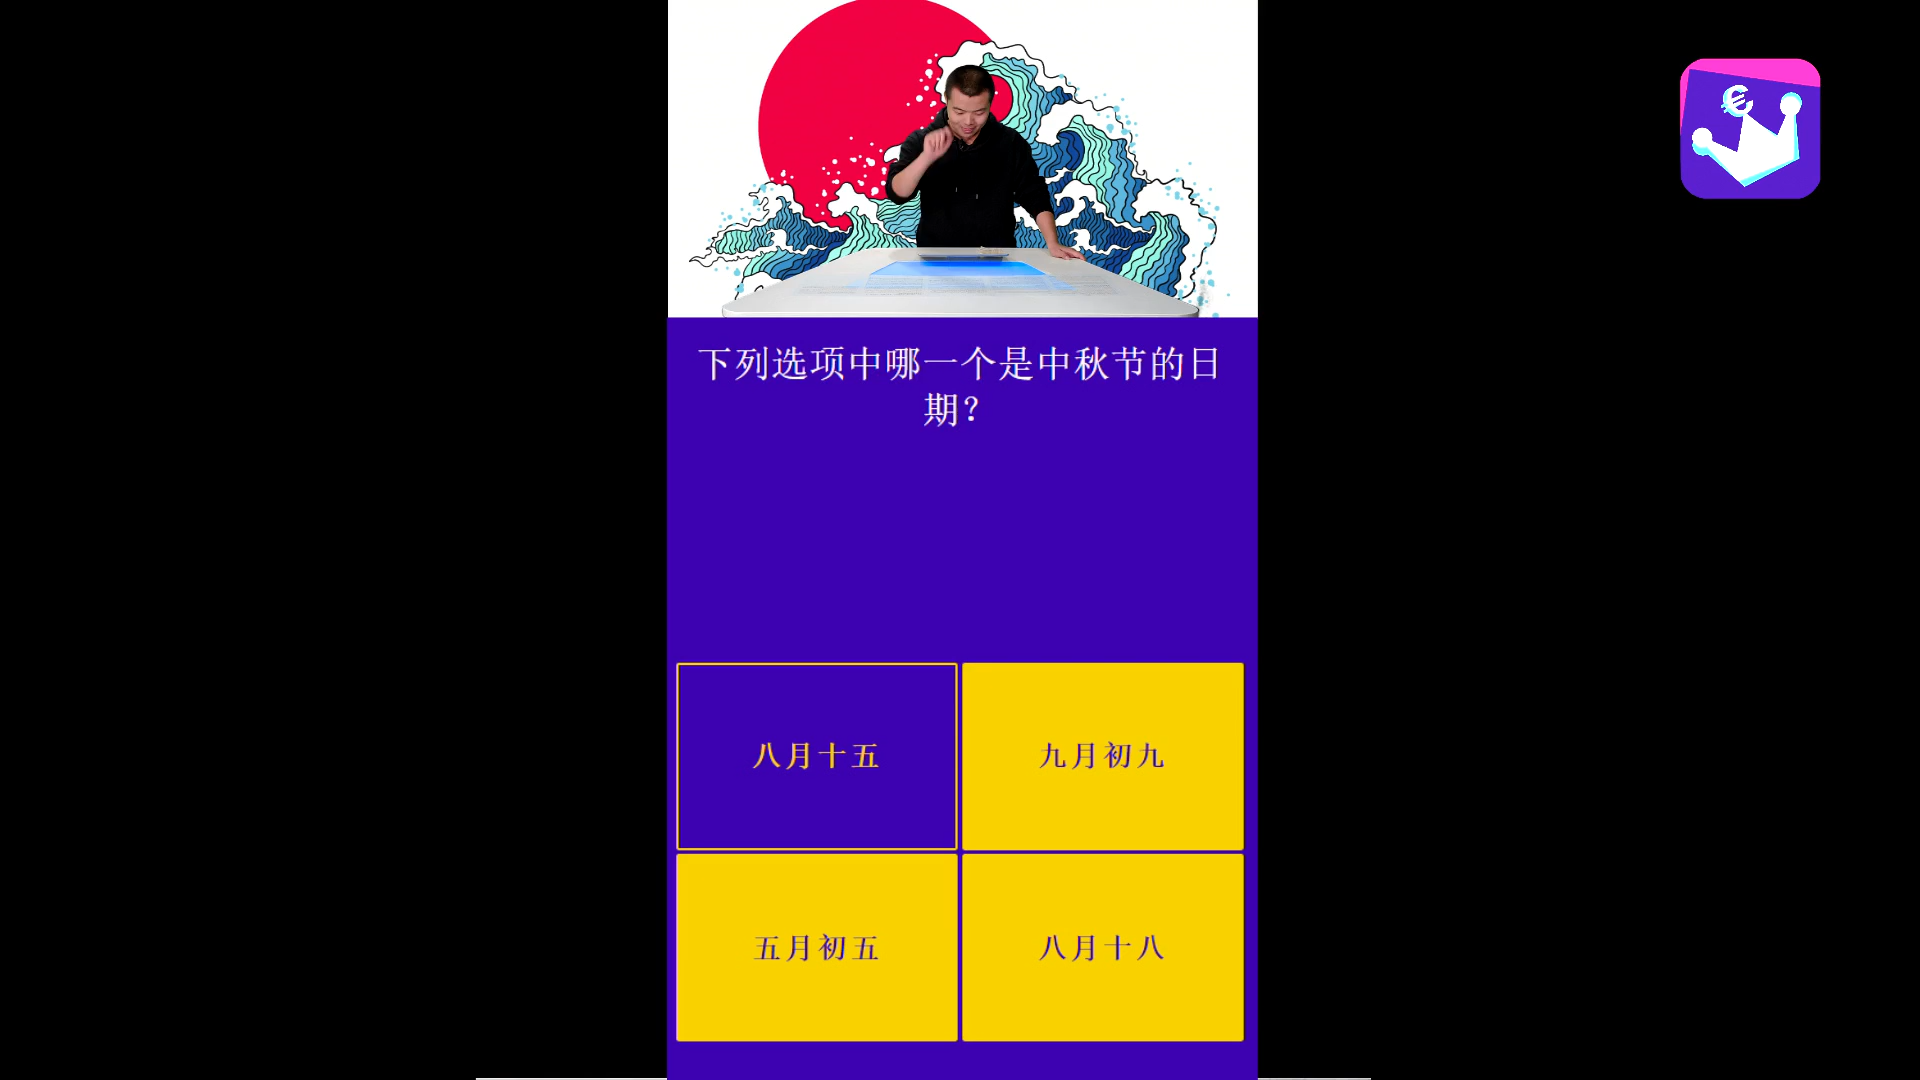 下列选项中哪一个是中秋节的日
期?
八月十五
九月初九
五月初五
八月十八